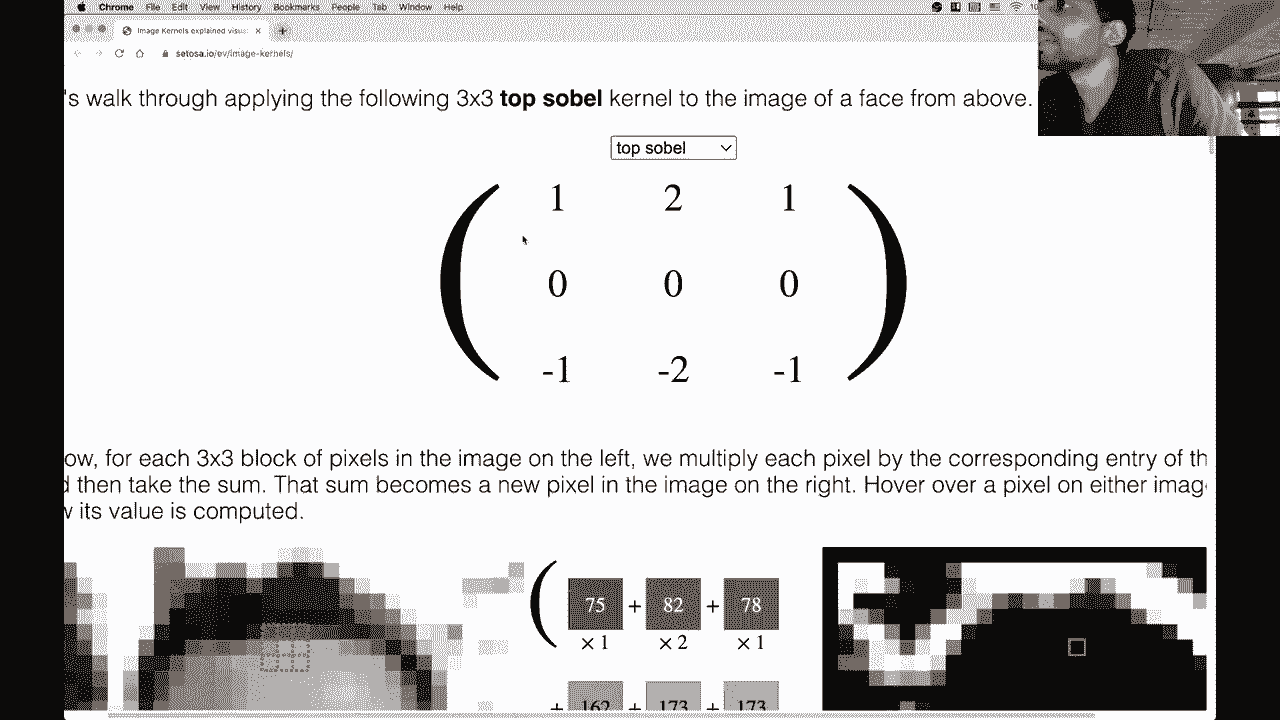 Chrome File Edit View History Bookmarks People Tab Window Help
Image Kernels explained visua
setosa.io/ev/image-kernels/
's walk through applying the following 3x3 top sobel kernel to the image of a face from above.
top sobel
1 2 1
0 0 0
-1 -2 -1
ow, for each 3x3 block of pixels in the image on the left, we multiply each pixel by the corresponding entry of th
d then take the sum. That sum becomes a new pixel in the image on the right. Hover over a pixel on either imag
w its value is computed.
( 75 + 82 + 78
×1 ×2 ×1
+ 162 + 173 + 173